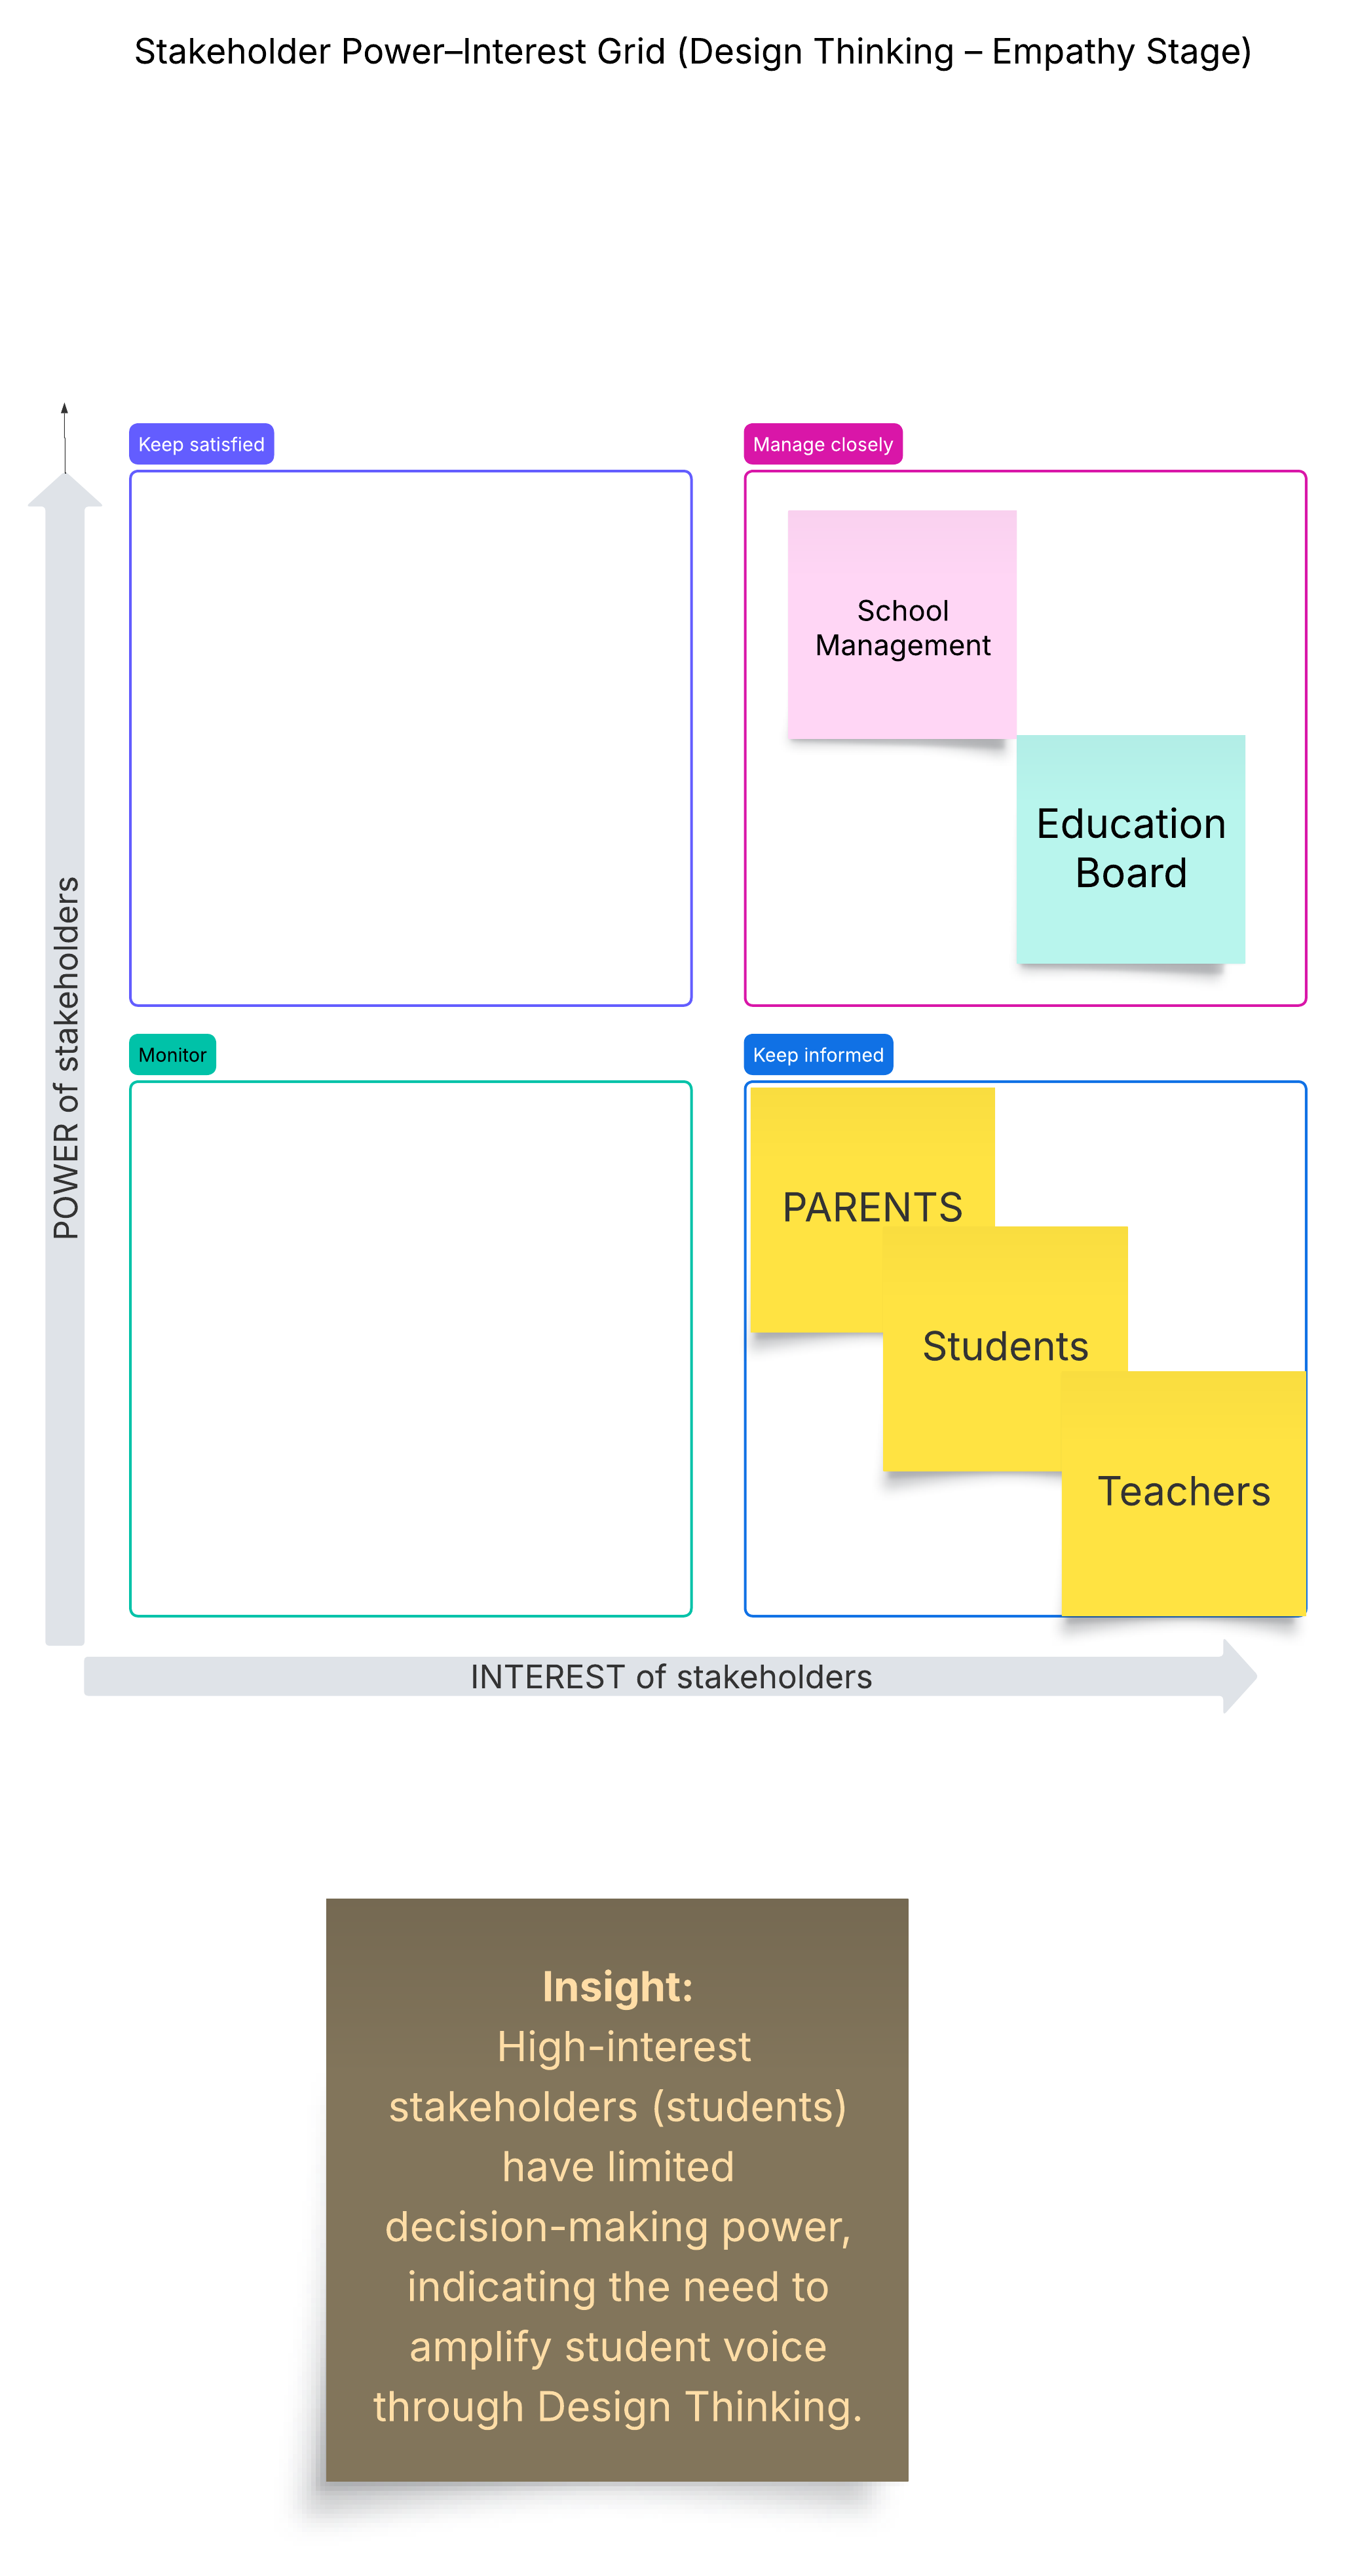 Stakeholder Power–Interest Grid (Design Thinking – Empathy Stage)
Keep satisfied
Manage closely
School
Management
Education
Board
POWER of stakeholders
Monitor
Keep informed
PARENTS
Students
Teachers
INTEREST of stakeholders
Insight:
High-interest
stakeholders (students)
have limited
decision-making power,
indicating the need to
amplify student voice
through Design Thinking.